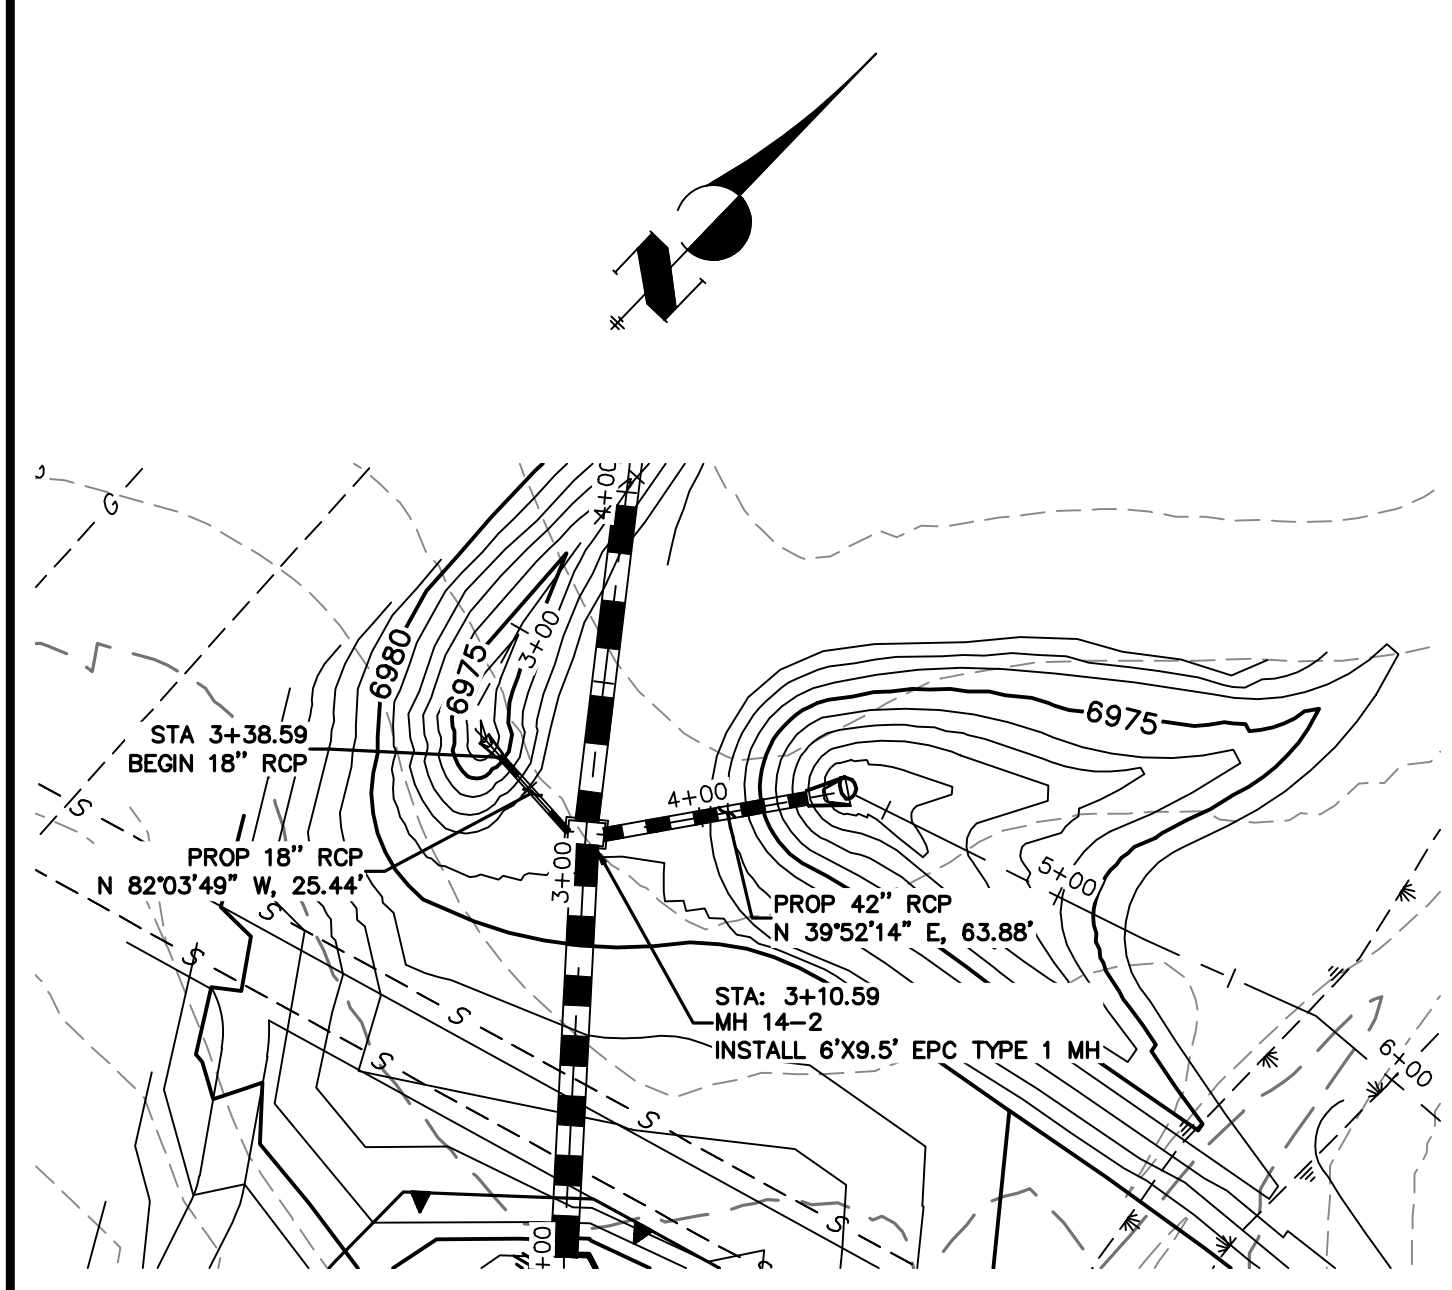 G
4+00
6980
6975
3+00
STA 3+38.59
BEGIN 18" RCP
6975
4+00
S
PROP 18" RCP
N 82°03'49" W, 25.44'
3+00
5+00
S
PROP 42" RCP
N 39°52'14" E, 63.88'
S
STA: 3+10.59
MH 14-2
INSTALL 6'X9.5' EPC TYPE 1 MH
S
S
6+00
S
S
+00